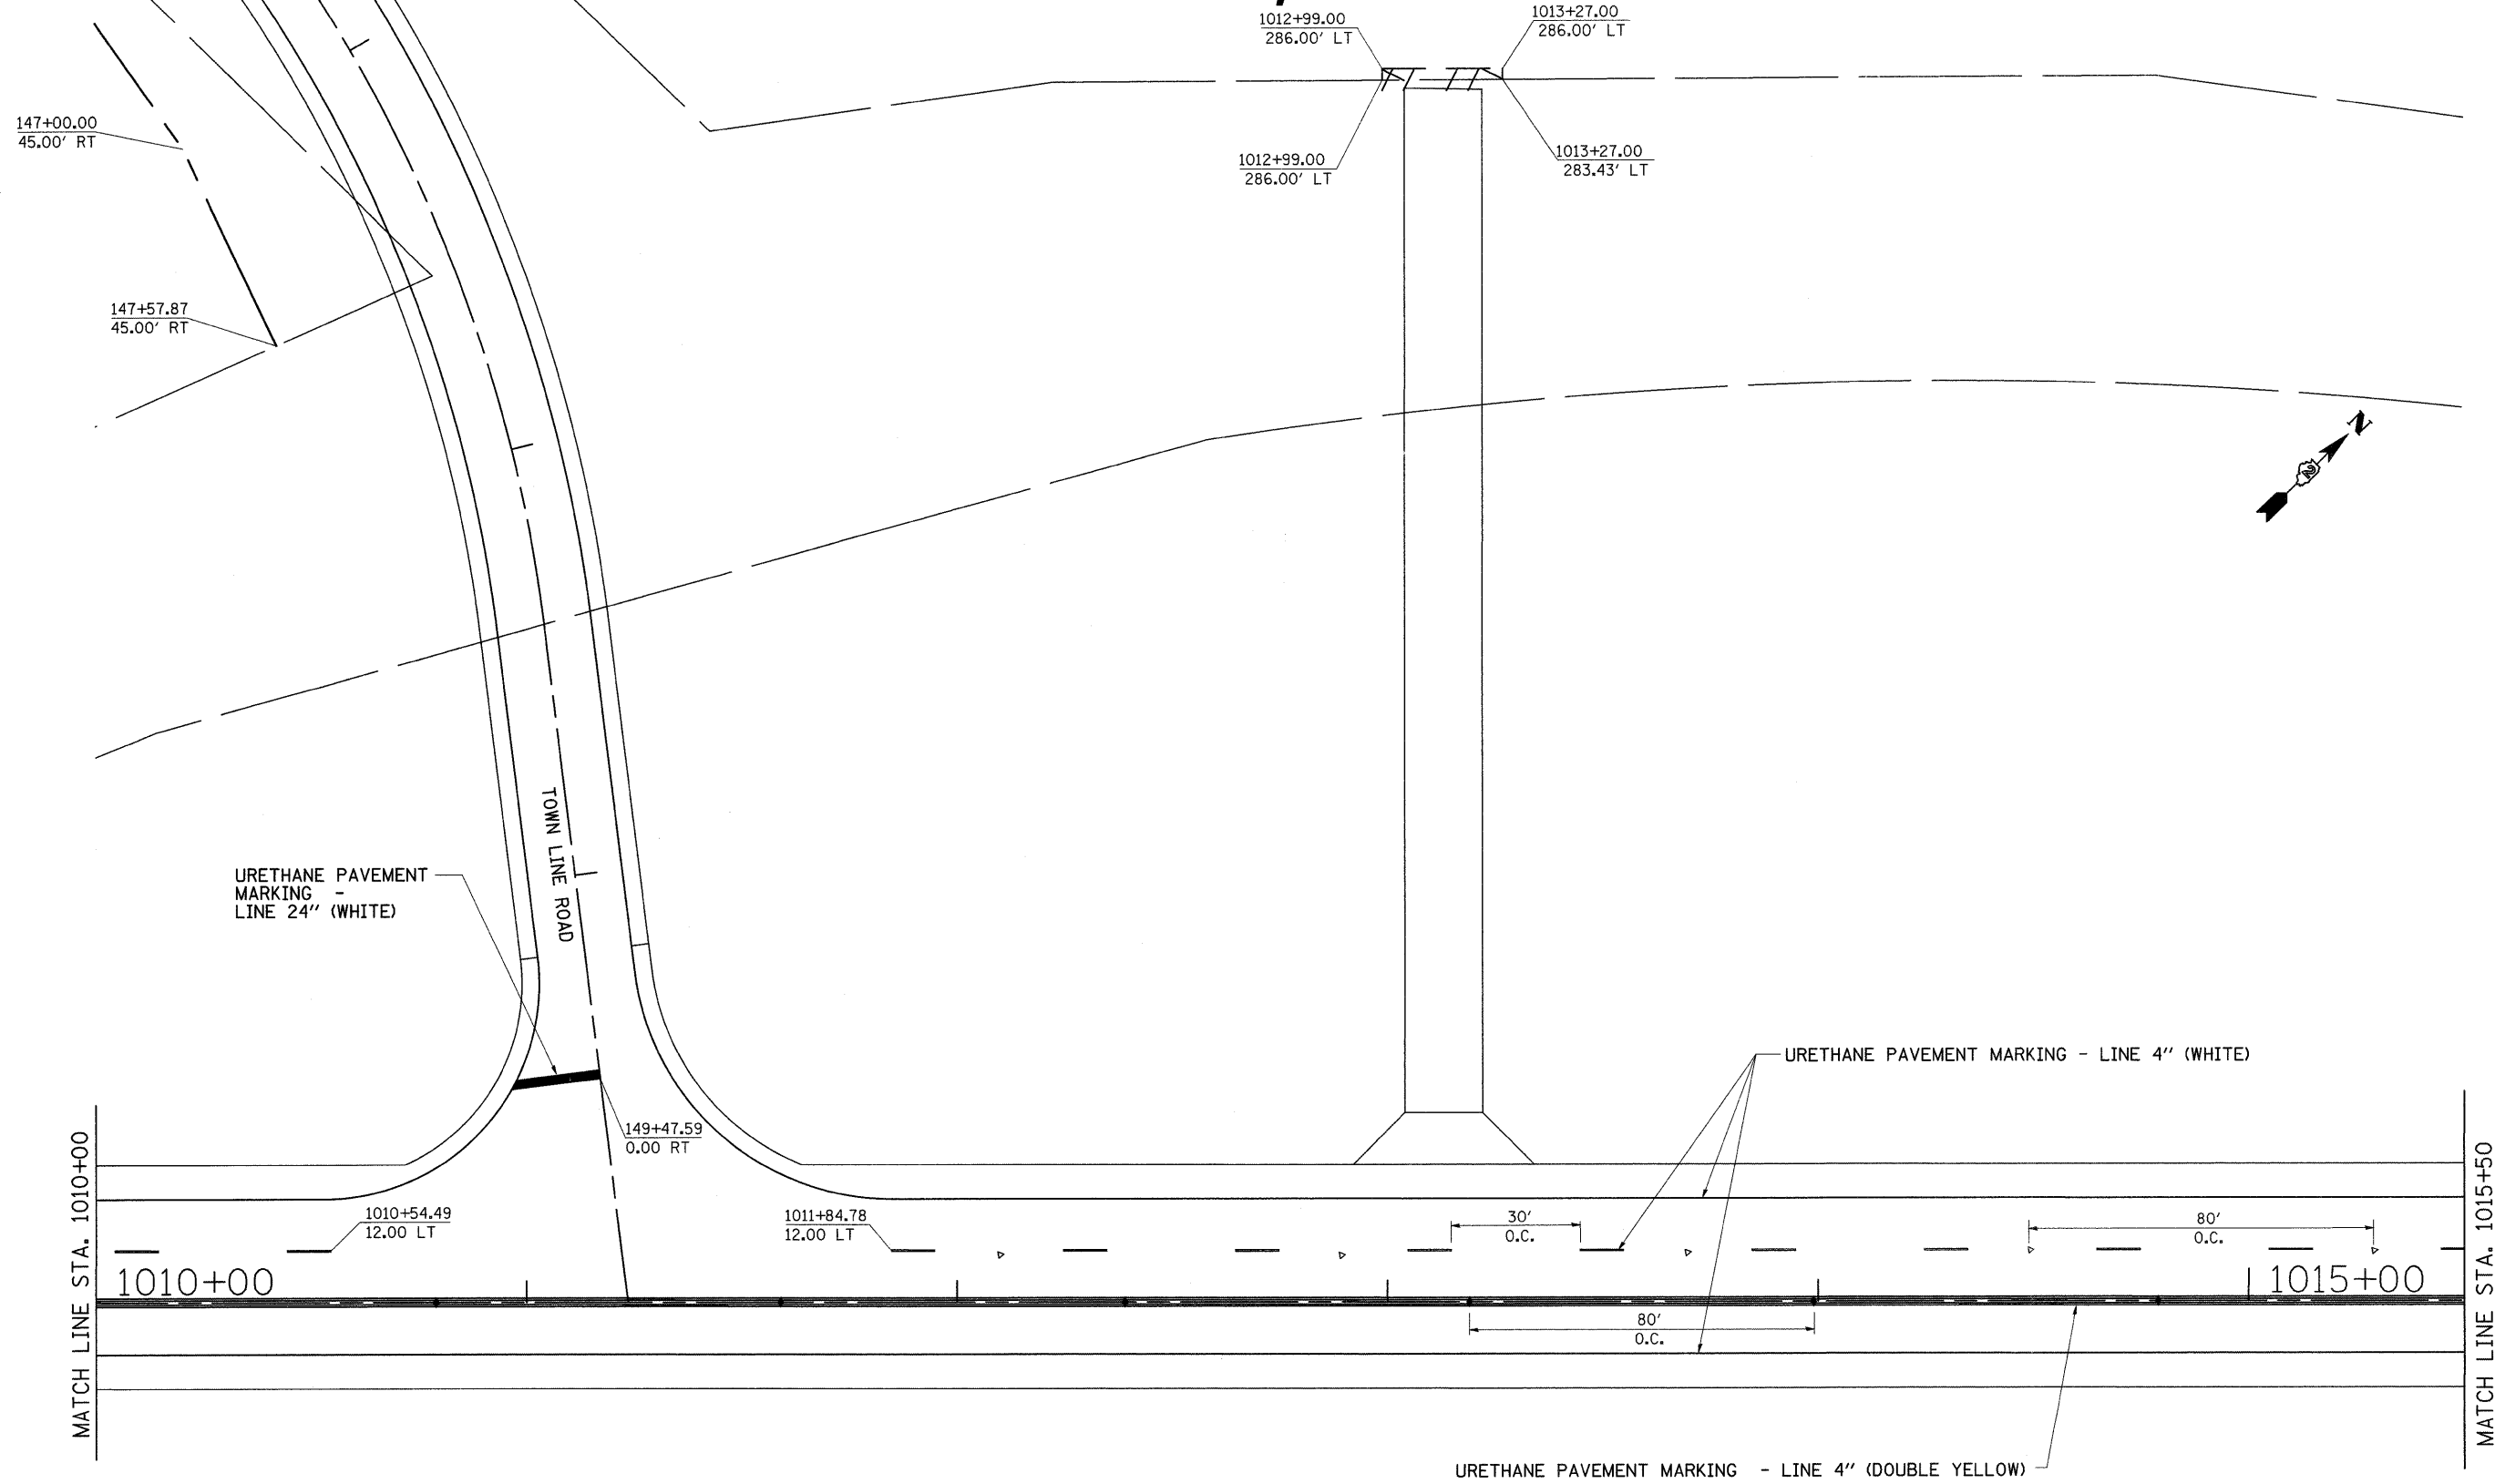 1012+99.00
286.00' LT
1013+27.00
286.00' LT
147+00.00
45.00' RT
1012+99.00
286.00' LT
1013+27.00
283.43' LT
147+57.87
45.00' RT
N
TOWN LINE ROAD
URETHANE PAVEMENT
MARKING -
LINE 24" (WHITE)
URETHANE PAVEMENT MARKING - LINE 4" (WHITE)
149+47.59
0.00 RT
MATCH LINE STA. 1010+00
1010+54.49
12.00 LT
1011+84.78
12.00 LT
30'
O.C.
80'
O.C.
1010+00
1015+00
80'
O.C.
MATCH LINE STA. 1015+50
URETHANE PAVEMENT MARKING - LINE 4" (DOUBLE YELLOW)